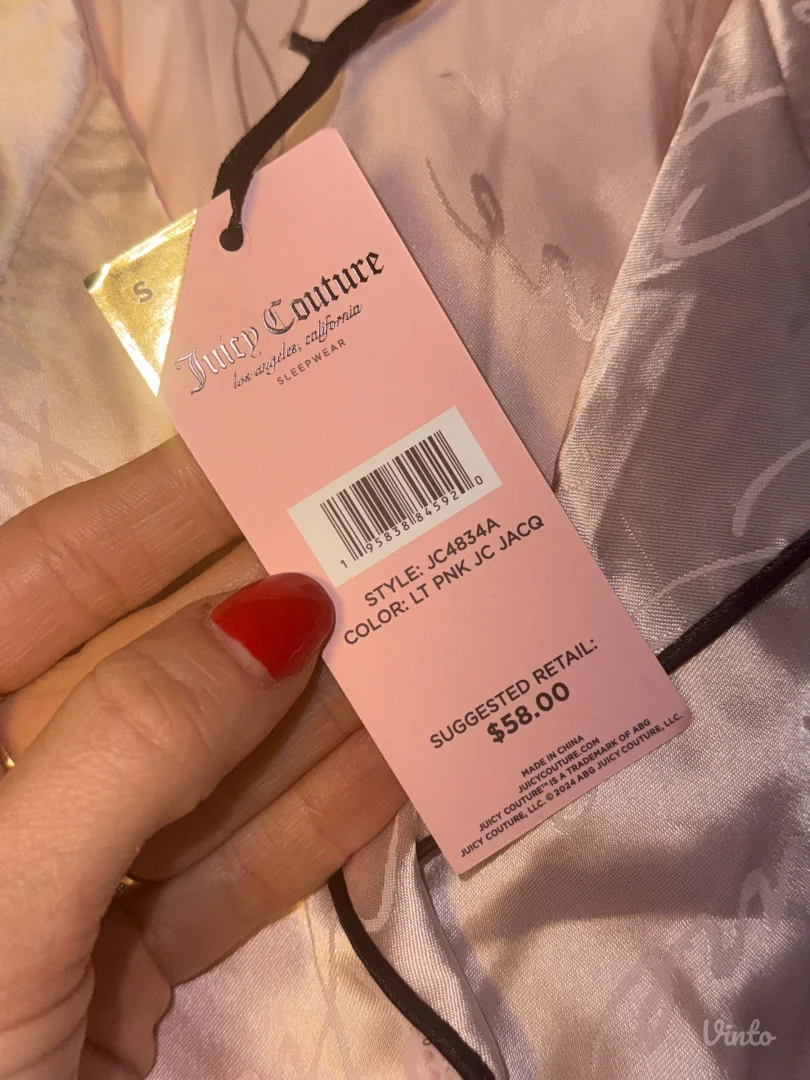 S
Juicy Couture
los angeles, california
SLEEPWEAR
1 95838 84592 0
STYLE: JC4834A
COLOR: LT PNK JC JACQ
SUGGESTED RETAIL:
$58.00
MADE IN CHINA
JUICYCOUTURE.COM
JUICY COUTURE™ IS A TRADEMARK OF ABG
JUICY COUTURE, LLC. © 2024 ABG JUICY COUTURE, LLC.
Vinto